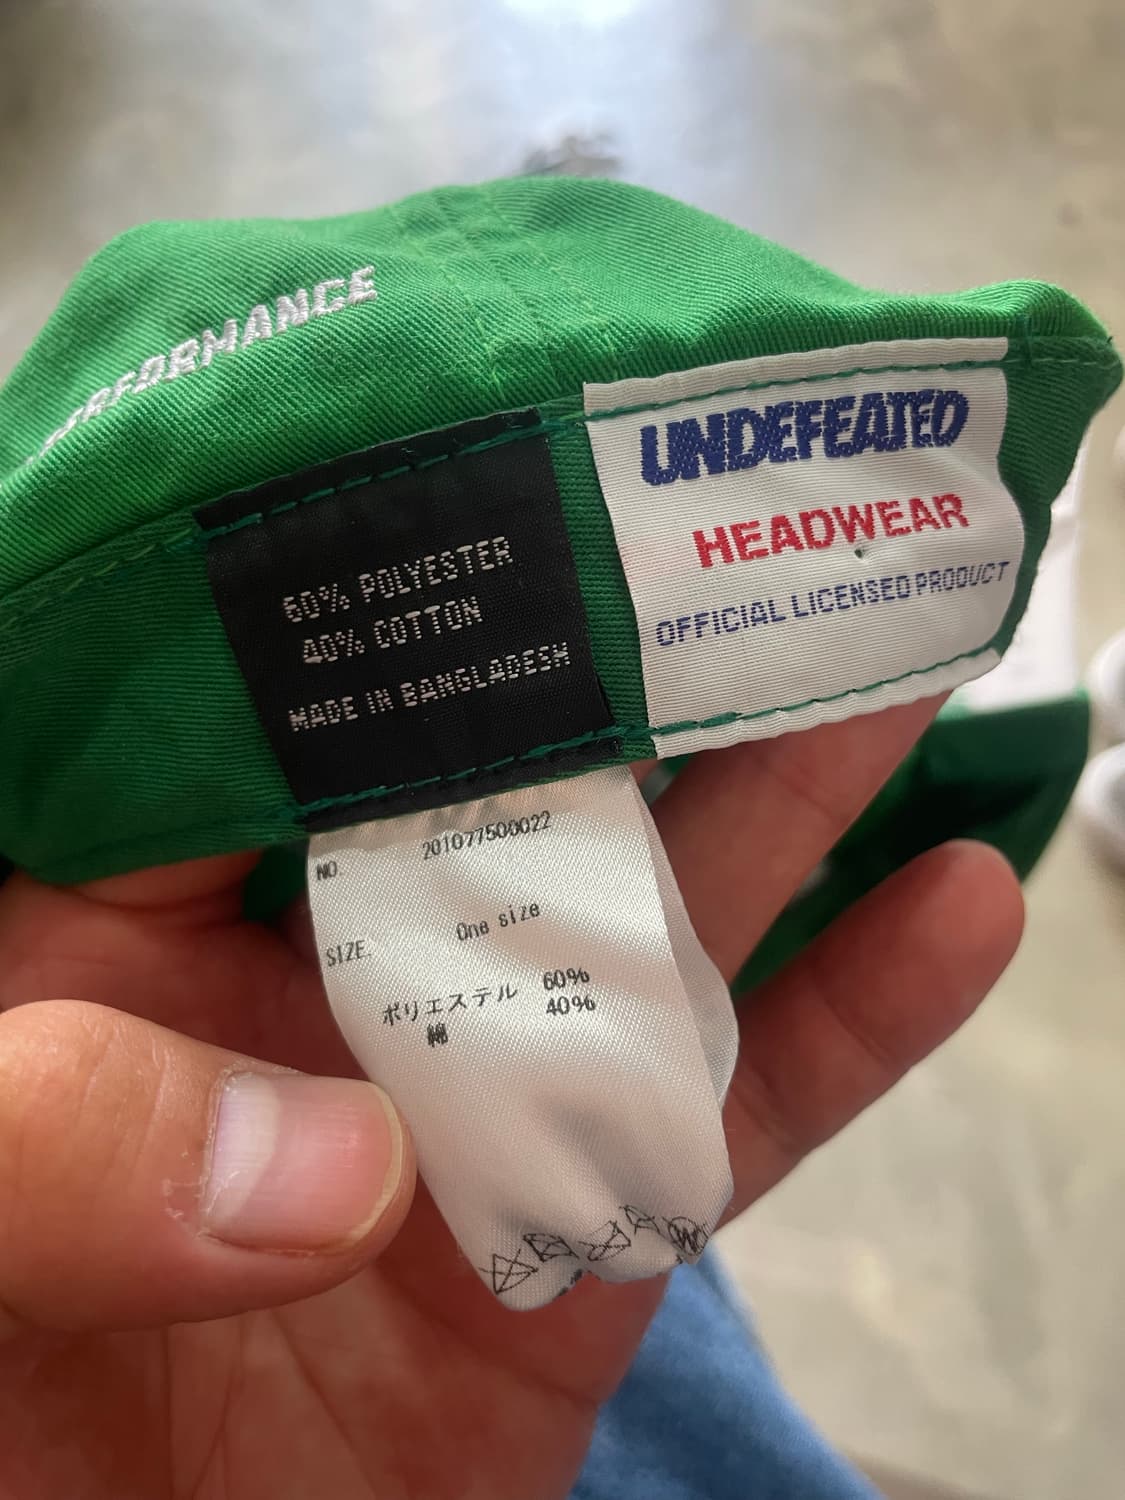 PERFORMANCE
60% POLYESTER
40% COTTON
MADE IN BANGLADESH
UNDEFEATED
HEADWEAR
OFFICIAL LICENSED PRODUCT
NO. 201077500022
SIZE. One size
ポリエステル 60%
綿 40%
W